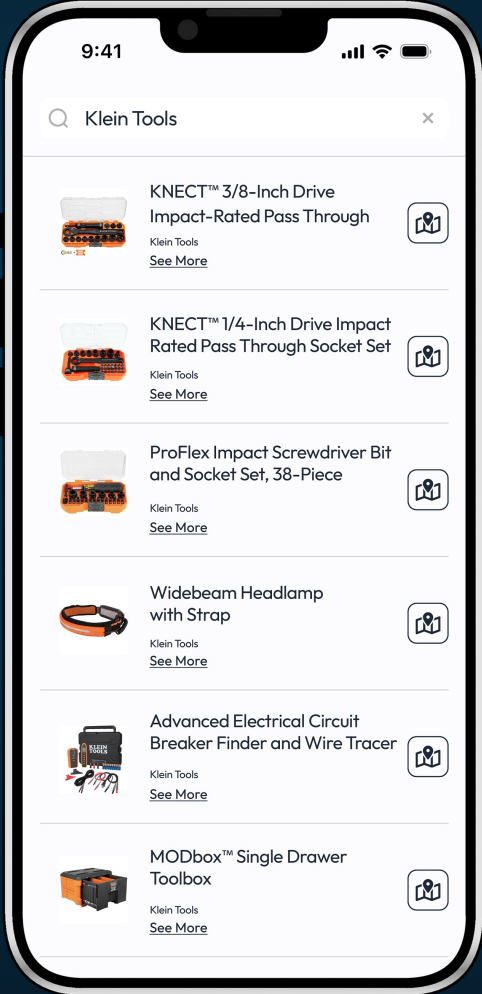 9:41
Klein Tools
KNECT™ 3/8-Inch Drive
Impact-Rated Pass Through
Klein Tools
See More
KNECT™ 1/4-Inch Drive Impact
Rated Pass Through Socket Set
Klein Tools
See More
ProFlex Impact Screwdriver Bit
and Socket Set, 38-Piece
Klein Tools
See More
Widebeam Headlamp
with Strap
Klein Tools
See More
Advanced Electrical Circuit
Breaker Finder and Wire Tracer
KLEIN
TOOLS
Klein Tools
See More
MODbox™ Single Drawer
Toolbox
Klein Tools
See More